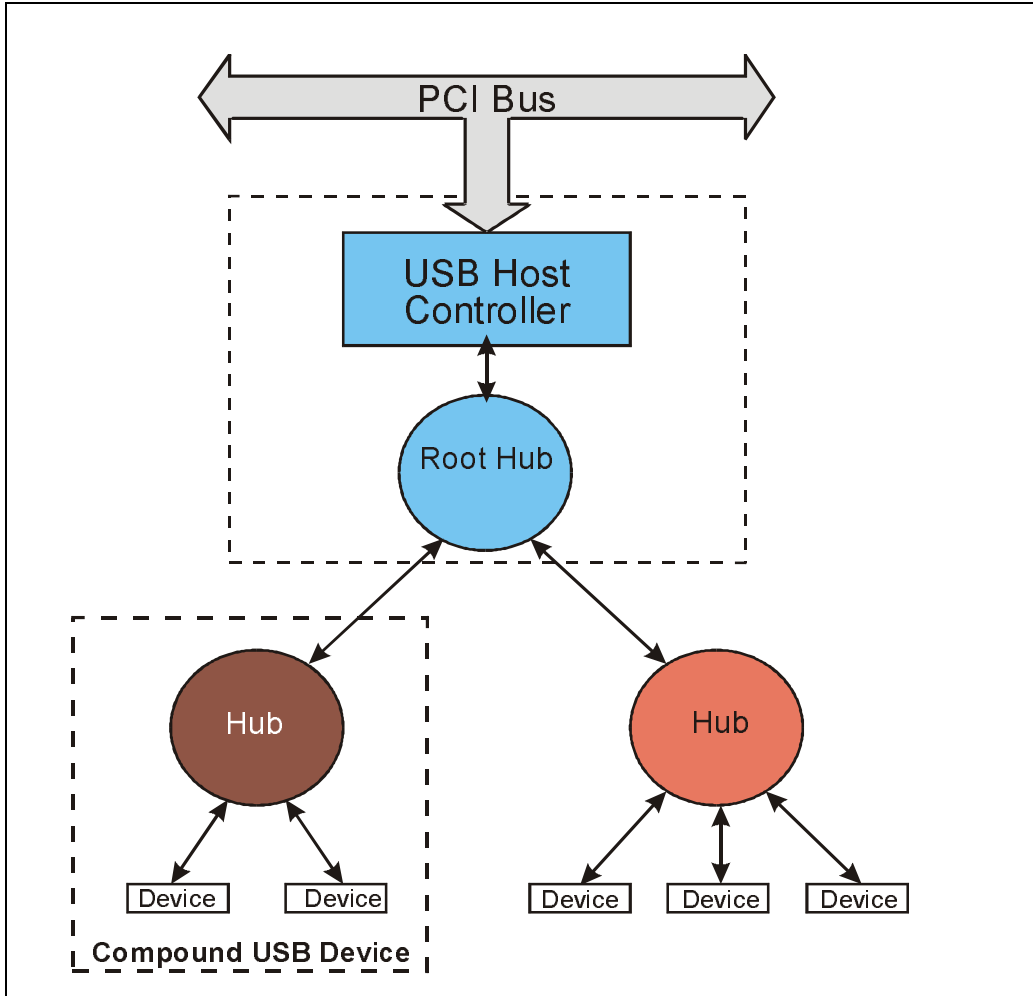 PCI Bus
USB Host
Controller
Root Hub
Hub
Hub
Device
Device
Device
Device
Device
Compound USB Device